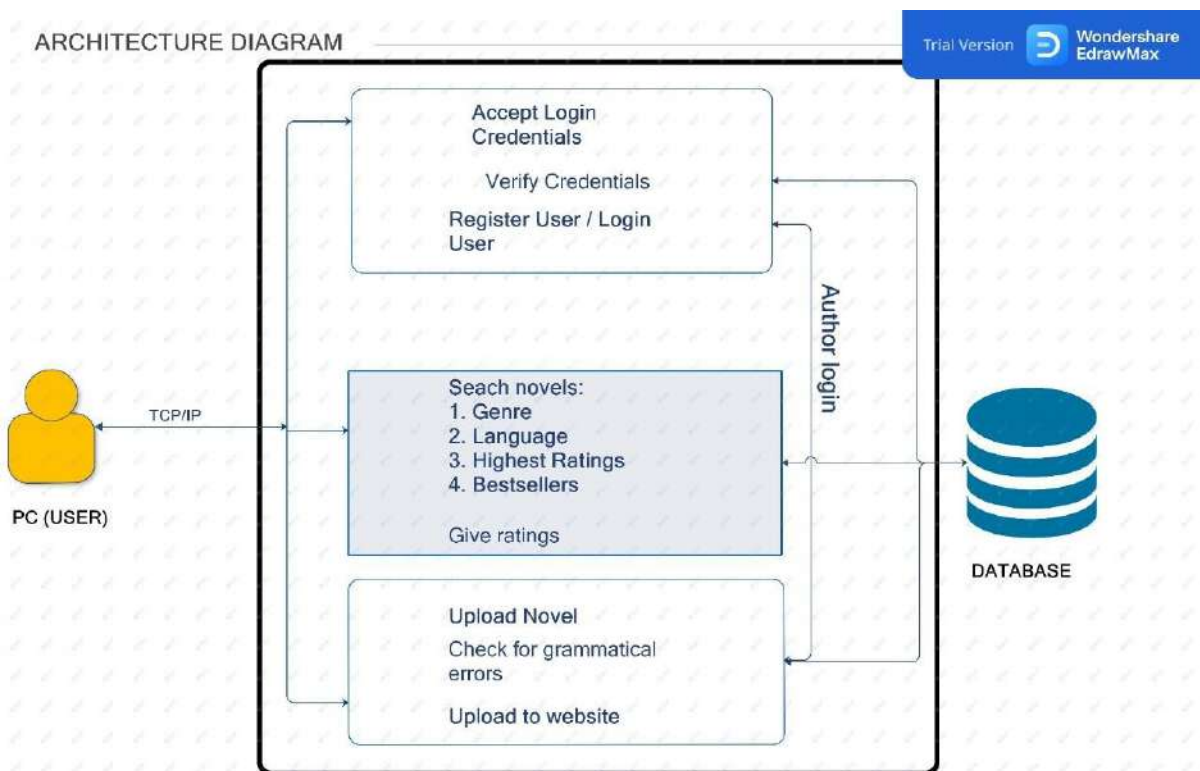 ARCHITECTURE DIAGRAM
Trial Version
Wondershare
EdrawMax
Accept Login
Credentials
Verify Credentials
Register User / Login
User
Author login
Seach novels:
1. Genre
2. Language
3. Highest Ratings
4. Bestsellers
Give ratings
TCP/IP
PC (USER)
DATABASE
Upload Novel
Check for grammatical
errors
Upload to website